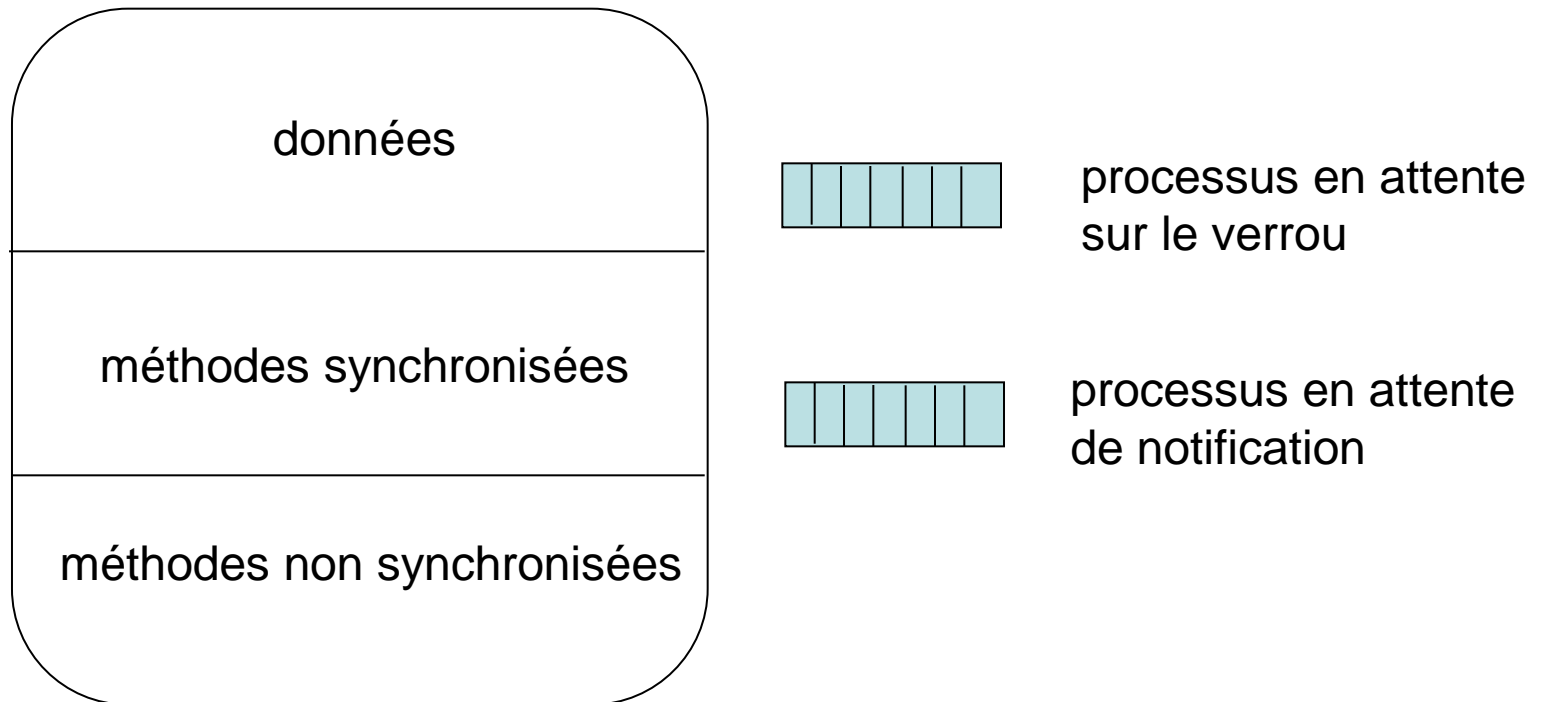 données
processus en attente
sur le verrou
méthodes synchronisées
processus en attente
de notification
méthodes non synchronisées